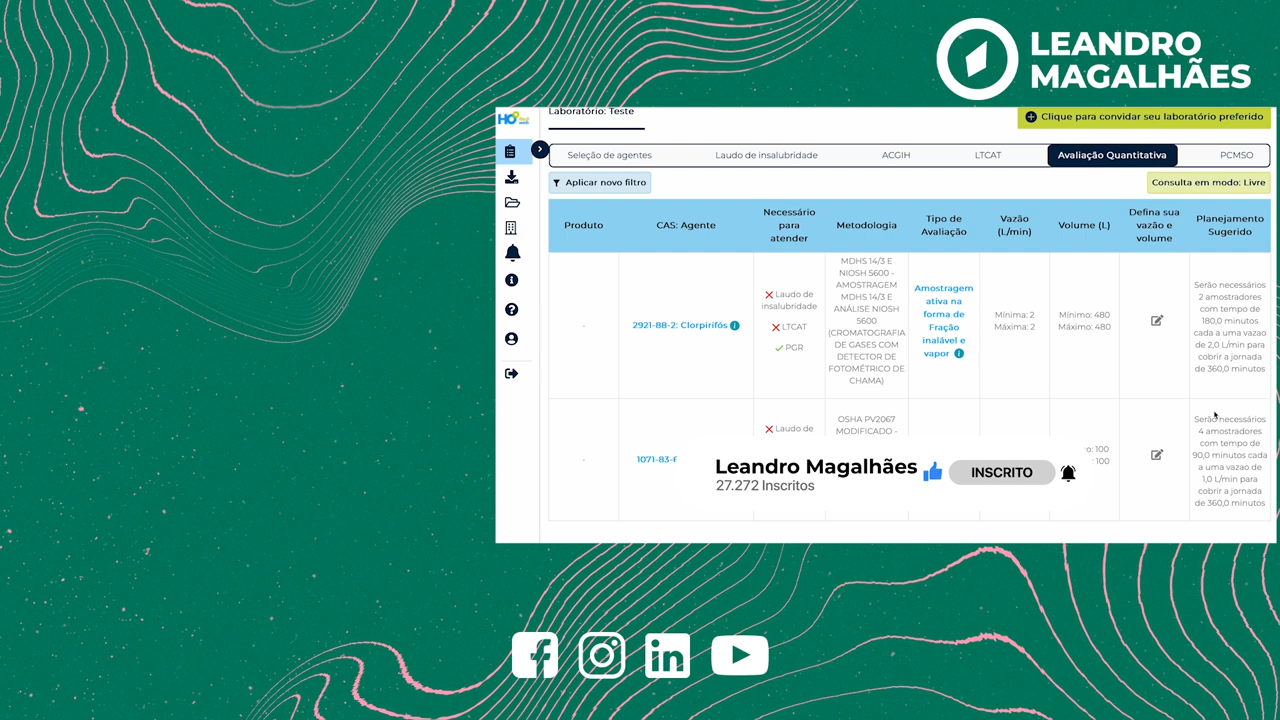 LEANDRO
MAGALHÃES
HO
Laboratório: Teste
Clique para convidar seu laboratório preferido
Seleção de agentes
Laudo de insalubridade
ACGIH
LTCAT
Avaliação Quantitativa
PCMSO
Aplicar novo filtro
Consulta em modo: Livre
Produto
CAS: Agente
Necessário
para
atender
Metodologia
Tipo de
Avaliação
Vazão
(L/min)
Volume (L)
Defina sua
vazão e
volume
Planejamento
Sugerido
-
2921-88-2: Clorpirifós
Laudo de
insalubridade
LTCAT
PGR
MDHS 14/3 E
NIOSH 5600 -
AMOSTRAGEM
MDHS 14/3 E
ANÁLISE NIOSH
5600
(CROMATOGRAFIA
DE GASES COM
DETECTOR DE
FOTOMÉTRICO DE
CHAMA)
Amostragem
ativa na
forma de
Fração
inalável e
vapor
Mínima: 2
Máxima: 2
Mínimo: 480
Máximo: 480
Serão necessários
2 amostradores
com tempo de
180,0 minutos
cada a uma vazao
de 2,0 L/min para
cobrir a jornada
de 360,0 minutos
-
1071-83-6
Laudo de
OSHA PV2067
MODIFICADO -
: 100
: 100
Serão necessários
4 amostradores
com tempo de
90,0 minutos cada
a uma vazao de
1,0 L/min para
cobrir a jornada
de 360,0 minutos
Leandro Magalhães
27.272 Inscritos
INSCRITO